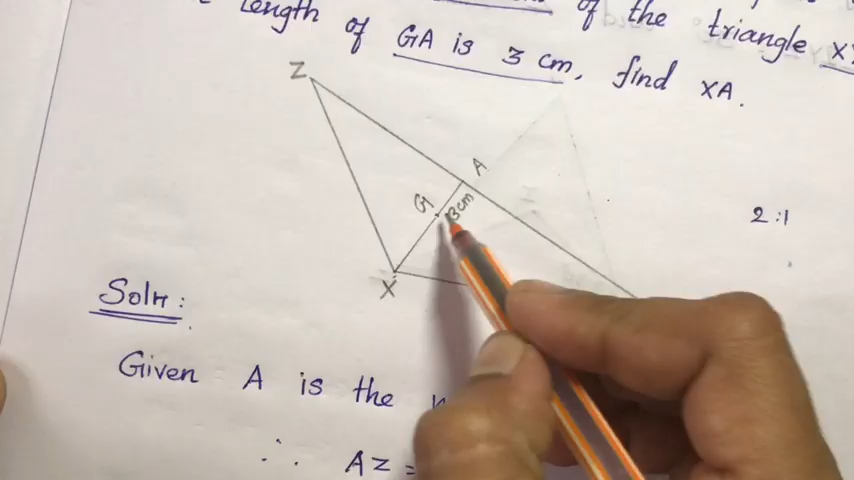 Length of the triangle
of GA is 3 cm, find XA.
Z
A
G
3cm
2:1
X
Soln:
Given A is the
∴ AZ =